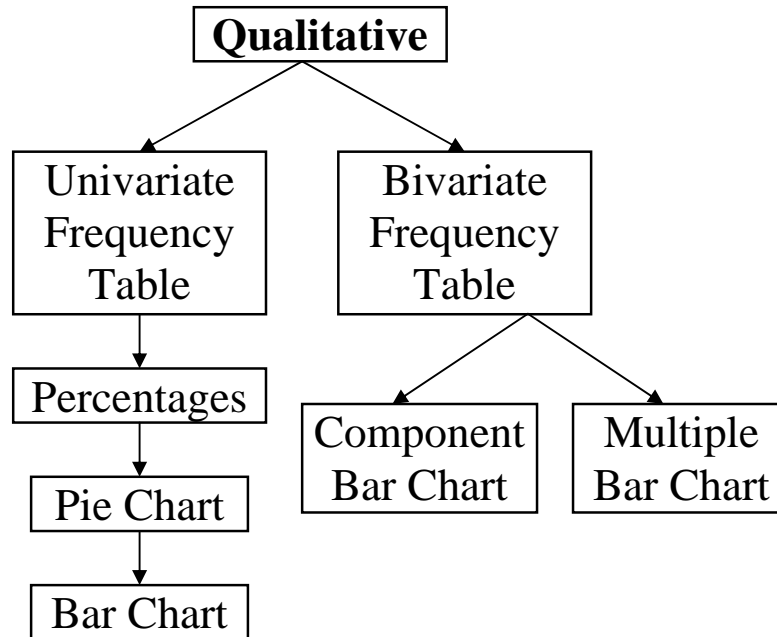 Qualitative
Univariate
Frequency
Table
Bivariate
Frequency
Table
Percentages
Component
Bar Chart
Multiple
Bar Chart
Pie Chart
Bar Chart